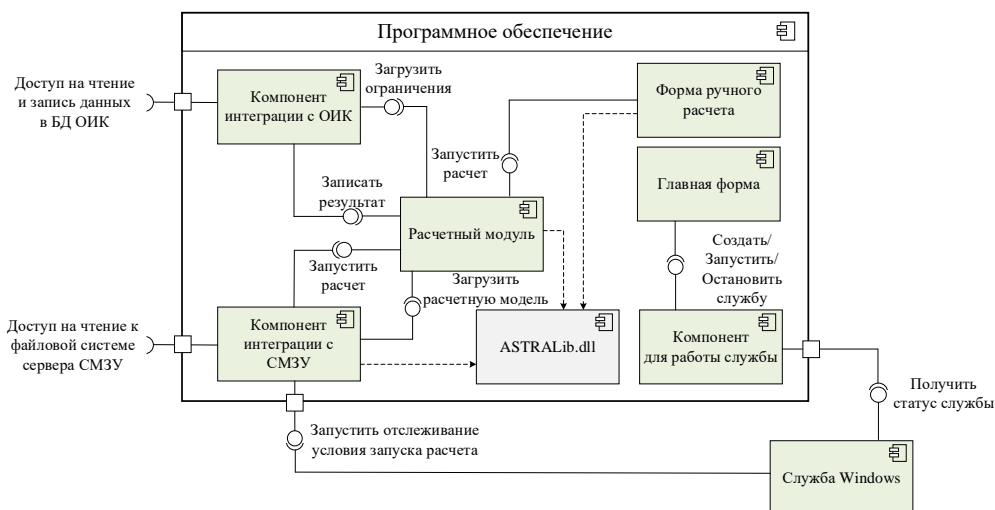 Программное обеспечение
Доступ на чтение
и запись данных
в БД ОИК
Компонент
интеграции с ОИК
Загрузить
ограничения
Форма ручного
расчета
Запустить
расчет
Главная форма
Записать
результат
Расчетный модуль
Запустить
расчет
Загрузить
расчетную модель
Создать/
Запустить/
Остановить
службу
Доступ на чтение к
файловой системе
сервера СМЗУ
Компонент
интеграции с
СМЗУ
ASTRALib.dll
Компонент
для работы службы
Получить
статус службы
Запустить отслеживание
условия запуска расчета
Служба Windows